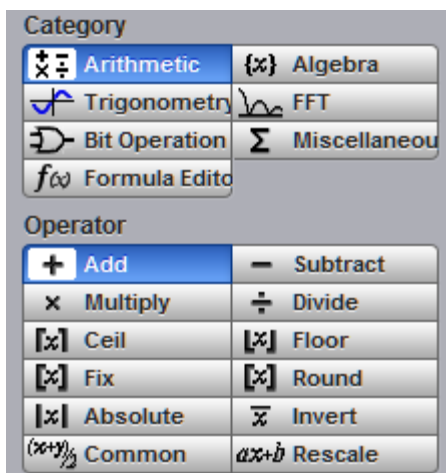 Category
Arithmetic {x} Algebra
Trigonometry FFT
Bit Operation Σ Miscellaneou
f(x) Formula Edito
Operator
+ Add − Subtract
× Multiply ÷ Divide
⌈x⌉ Ceil ⌊x⌋ Floor
[x] Fix [x] Round
|x| Absolute x̅ Invert
(x+y)/2 Common ax+b Rescale